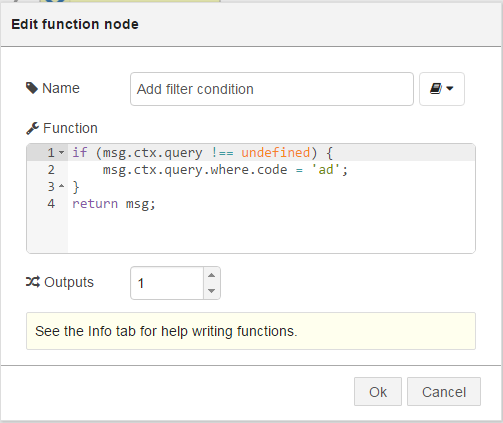 Edit function node
Name
Add filter condition
Function
1 if (msg.ctx.query !== undefined) {
2     msg.ctx.query.where.code = 'ad';
3 }
4 return msg;
Outputs
1
See the Info tab for help writing functions.
Ok Cancel